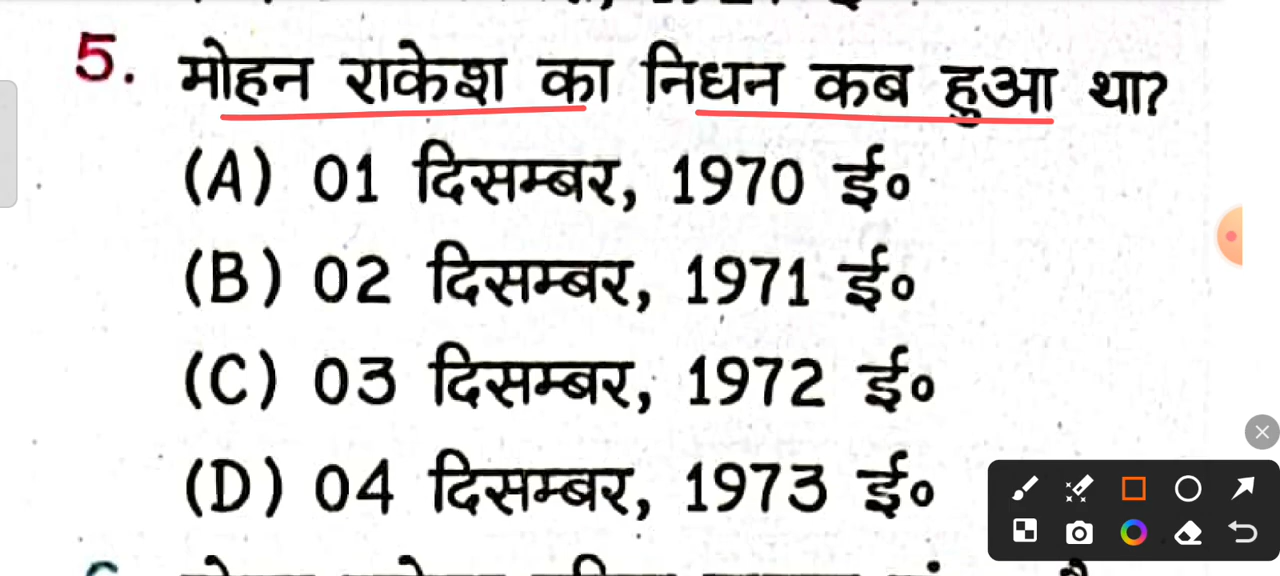 5. मोहन राकेश का निधन कब हुआ था?
(A) 01 दिसम्बर, 1970 ई०
(B) 02 दिसम्बर, 1971 ई०
(C) 03 दिसम्बर, 1972 ई०
(D) 04 दिसम्बर, 1973 ई०